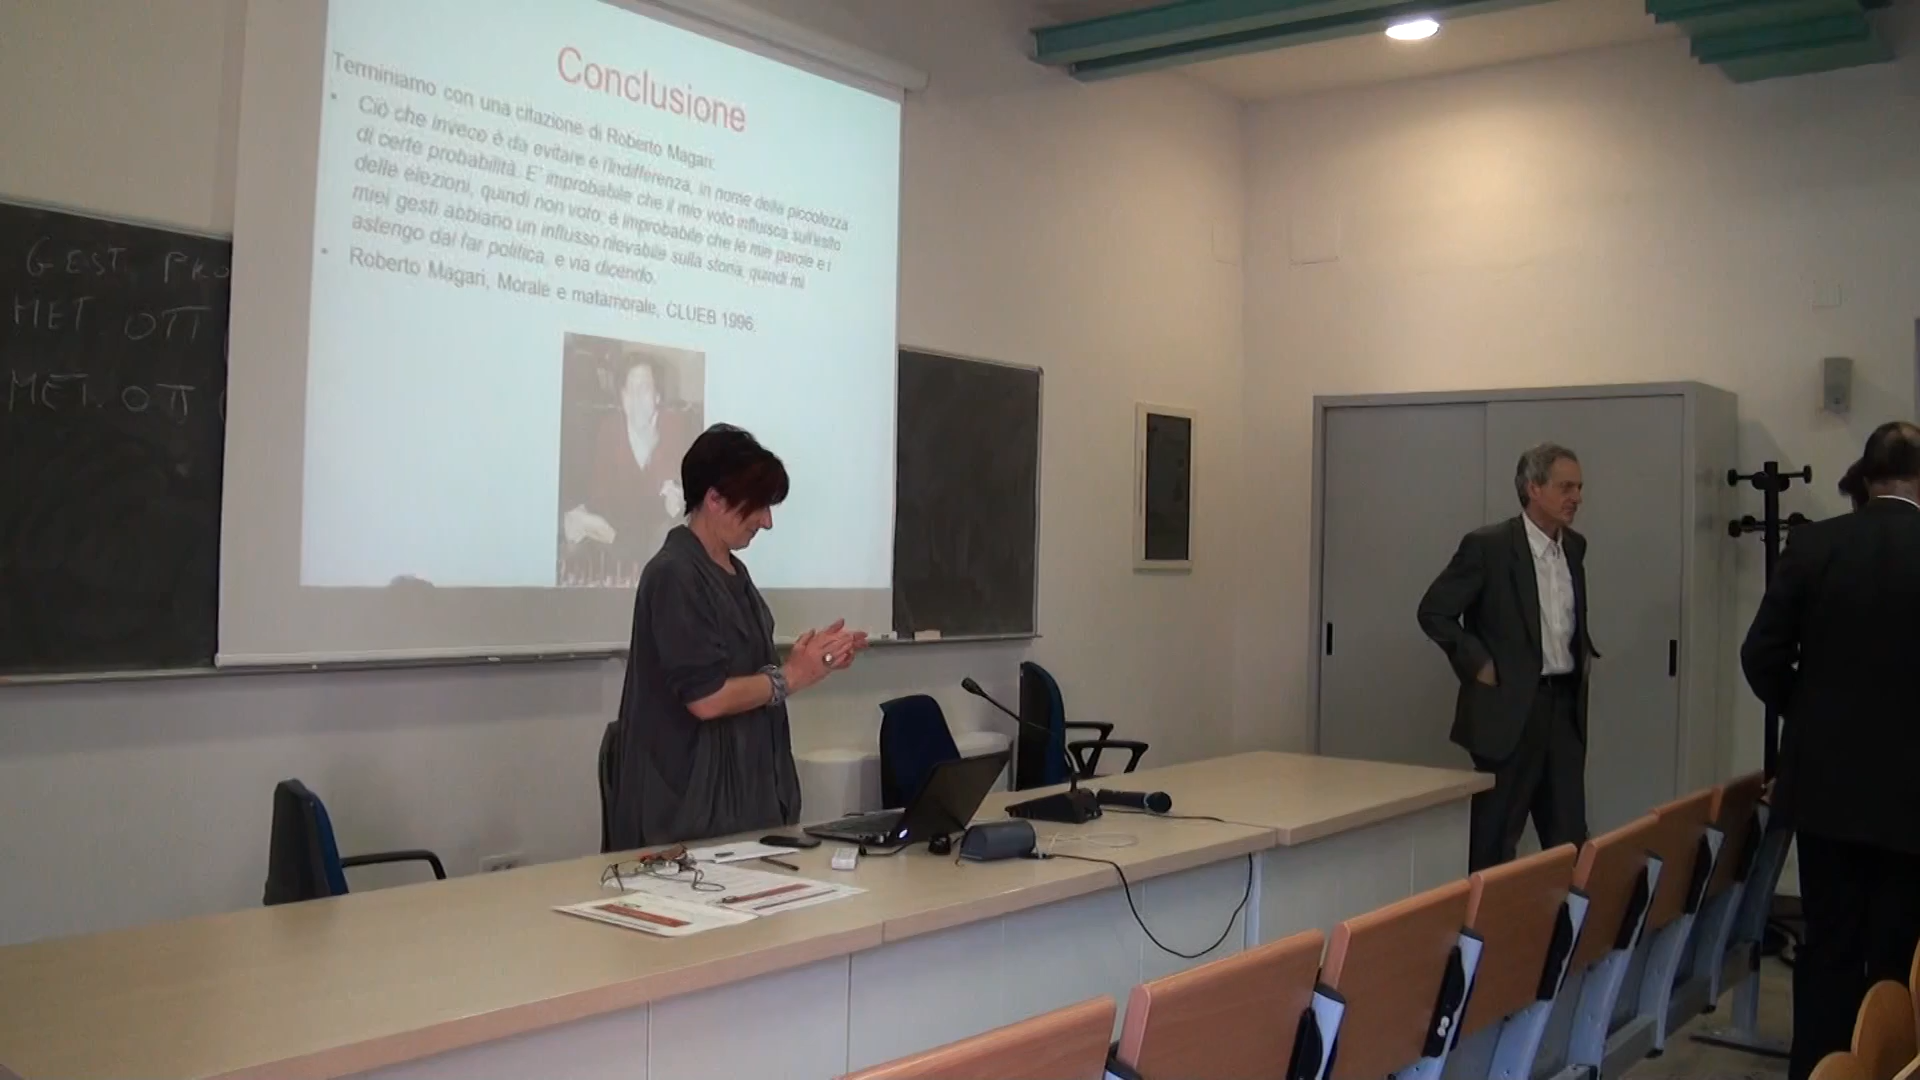 Conclusione
Terminiamo con una citazione di Roberto Magari:
• Ciò che invece è da evitare è l'indifferenza, in nome della piccolezza
di certe probabilità. E' improbabile che il mio voto influisca sull'esito
delle elezioni, quindi non voto; è improbabile che le mie parole e i
miei gesti abbiano un influsso rilevabile sulla storia, quindi mi
astengo dal far politica, e via dicendo.
• Roberto Magari, Morale e matamorale, CLUEB 1996.
GEST. PRO
MET. OTT
MET. OTT